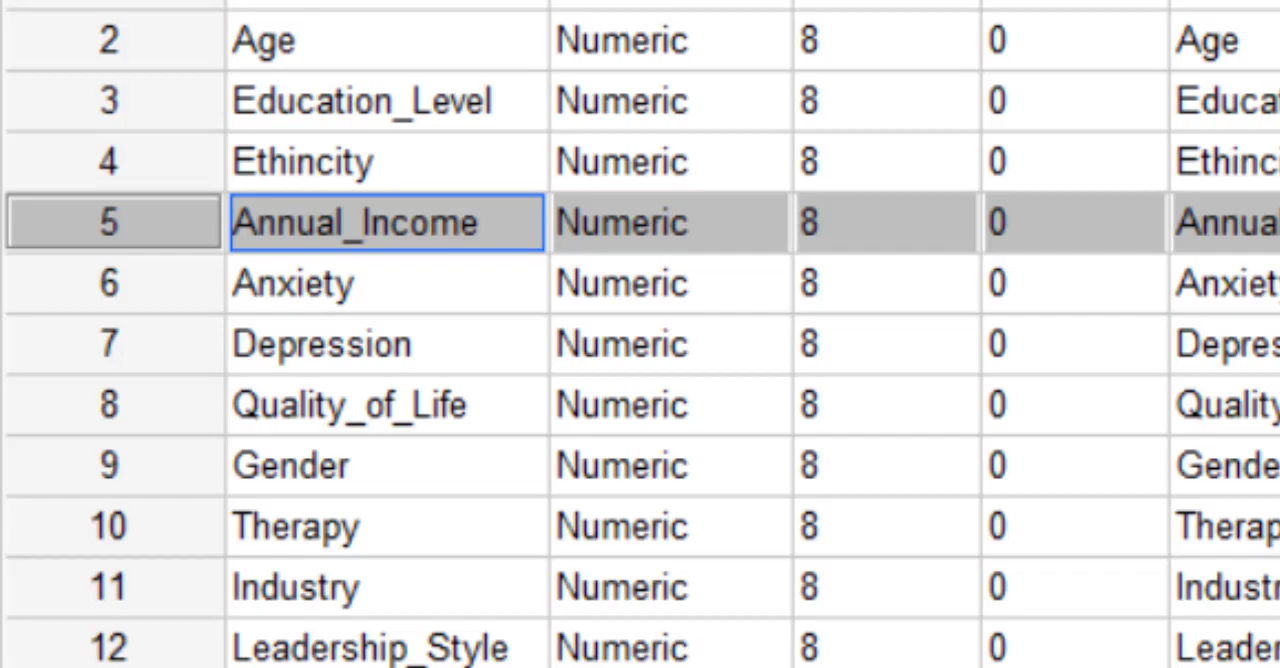 2 Age Numeric 8 0 Age
3 Education_Level Numeric 8 0 Educat
4 Ethincity Numeric 8 0 Ethinci
5 Annual_Income Numeric 8 0 Annual
6 Anxiety Numeric 8 0 Anxiety
7 Depression Numeric 8 0 Depres
8 Quality_of_Life Numeric 8 0 Quality
9 Gender Numeric 8 0 Gende
10 Therapy Numeric 8 0 Therap
11 Industry Numeric 8 0 Industr
12 Leadership_Style Numeric 8 0 Leader